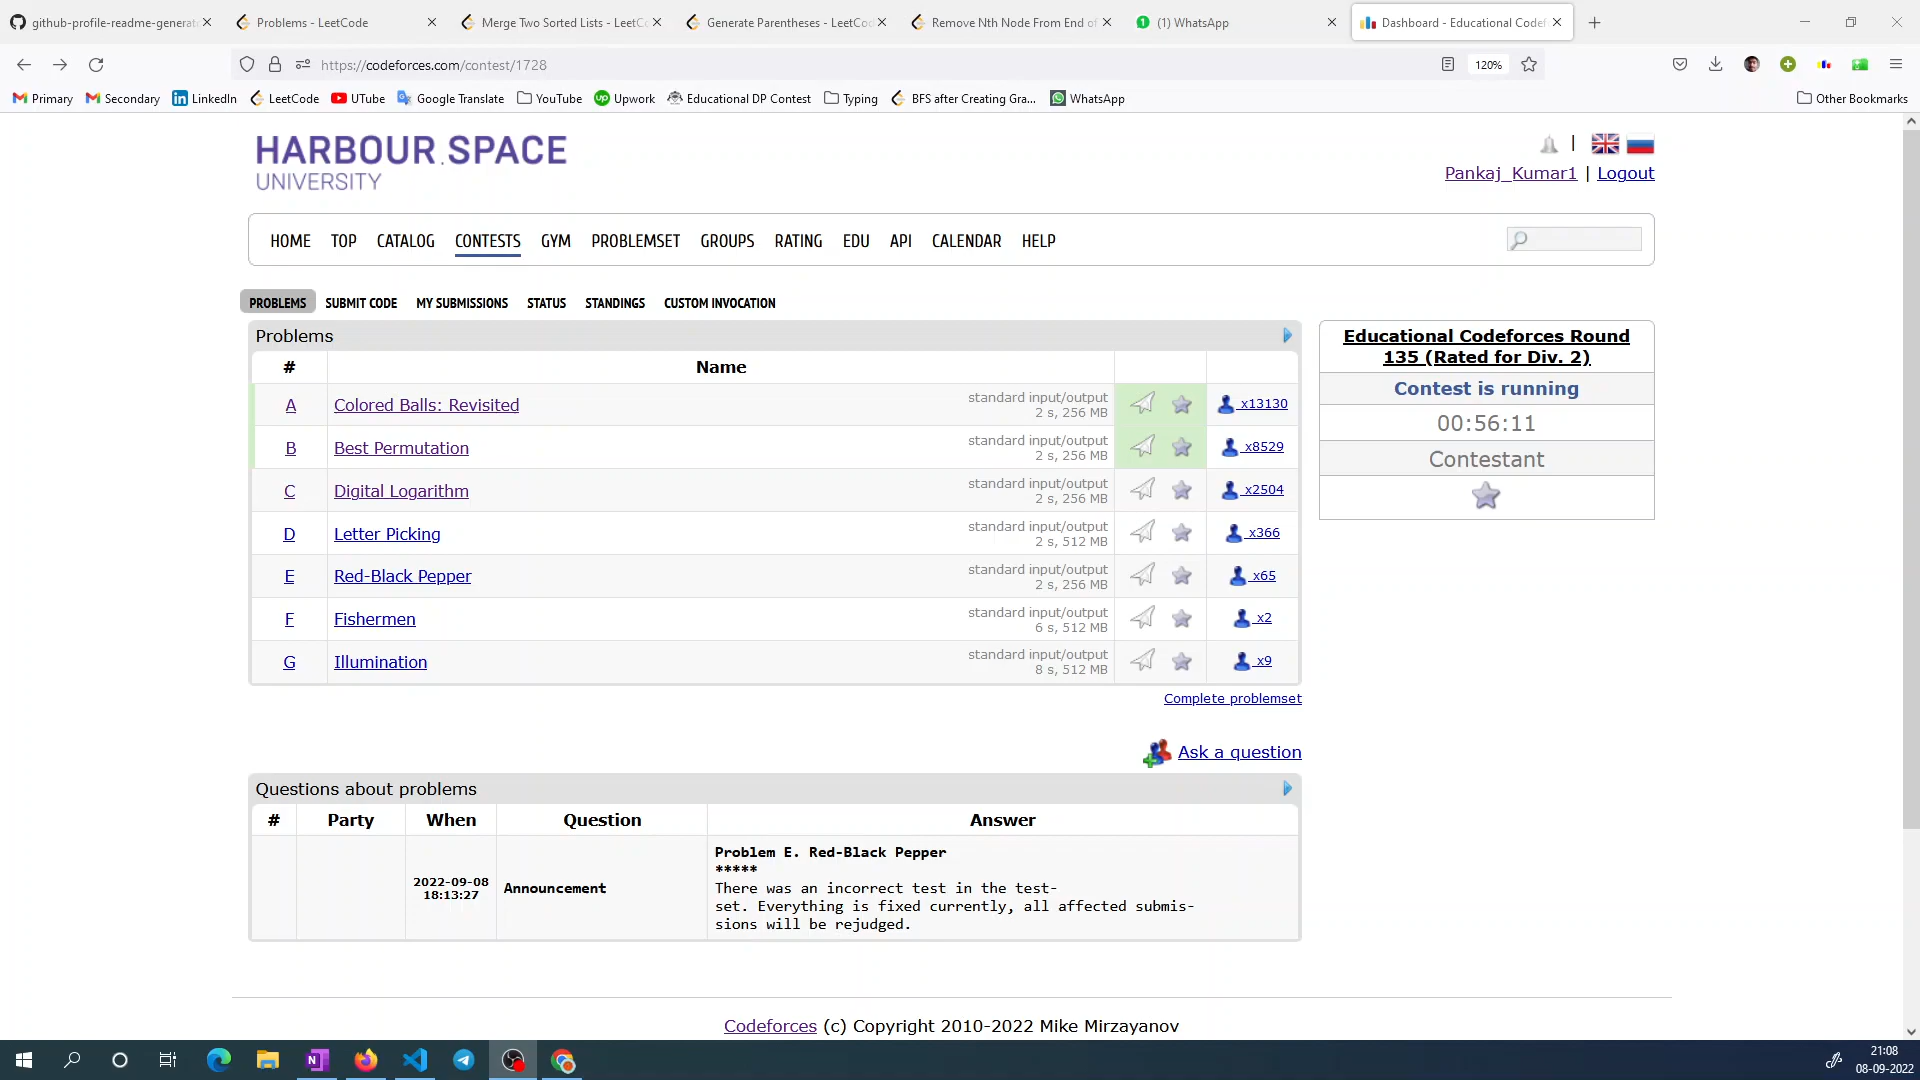 github-profile-readme-generat
Problems - LeetCode
Merge Two Sorted Lists - LeetC
Generate Parentheses - LeetCo
Remove Nth Node From End of
(1) WhatsApp
Dashboard - Educational Codef
https://codeforces.com/contest/1728
120%
Primary
Secondary
LinkedIn
LeetCode
UTube
Google Translate
YouTube
Upwork
Educational DP Contest
Typing
BFS after Creating Gra...
WhatsApp
Other Bookmarks
HARBOUR.SPACE
UNIVERSITY
|
Pankaj_Kumar1 | Logout
HOME TOP CATALOG CONTESTS GYM PROBLEMSET GROUPS RATING EDU API CALENDAR HELP
PROBLEMS SUBMIT CODE MY SUBMISSIONS STATUS STANDINGS CUSTOM INVOCATION
Problems
# Name
A Colored Balls: Revisited standard input/output
2 s, 256 MB x13130
B Best Permutation standard input/output
2 s, 256 MB x8529
C Digital Logarithm standard input/output
2 s, 256 MB x2504
D Letter Picking standard input/output
2 s, 512 MB x366
E Red-Black Pepper standard input/output
2 s, 256 MB x65
F Fishermen standard input/output
6 s, 512 MB x2
G Illumination standard input/output
8 s, 512 MB x9
Complete problemset
Educational Codeforces Round
135 (Rated for Div. 2)
Contest is running
00:56:11
Contestant
Ask a question
Questions about problems
# Party When Question Answer
2022-09-08
18:13:27
Announcement
Problem E. Red-Black Pepper
*****
There was an incorrect test in the test-
set. Everything is fixed currently, all affected submis-
sions will be rejudged.
Codeforces (c) Copyright 2010-2022 Mike Mirzayanov
21:08
08-09-2022